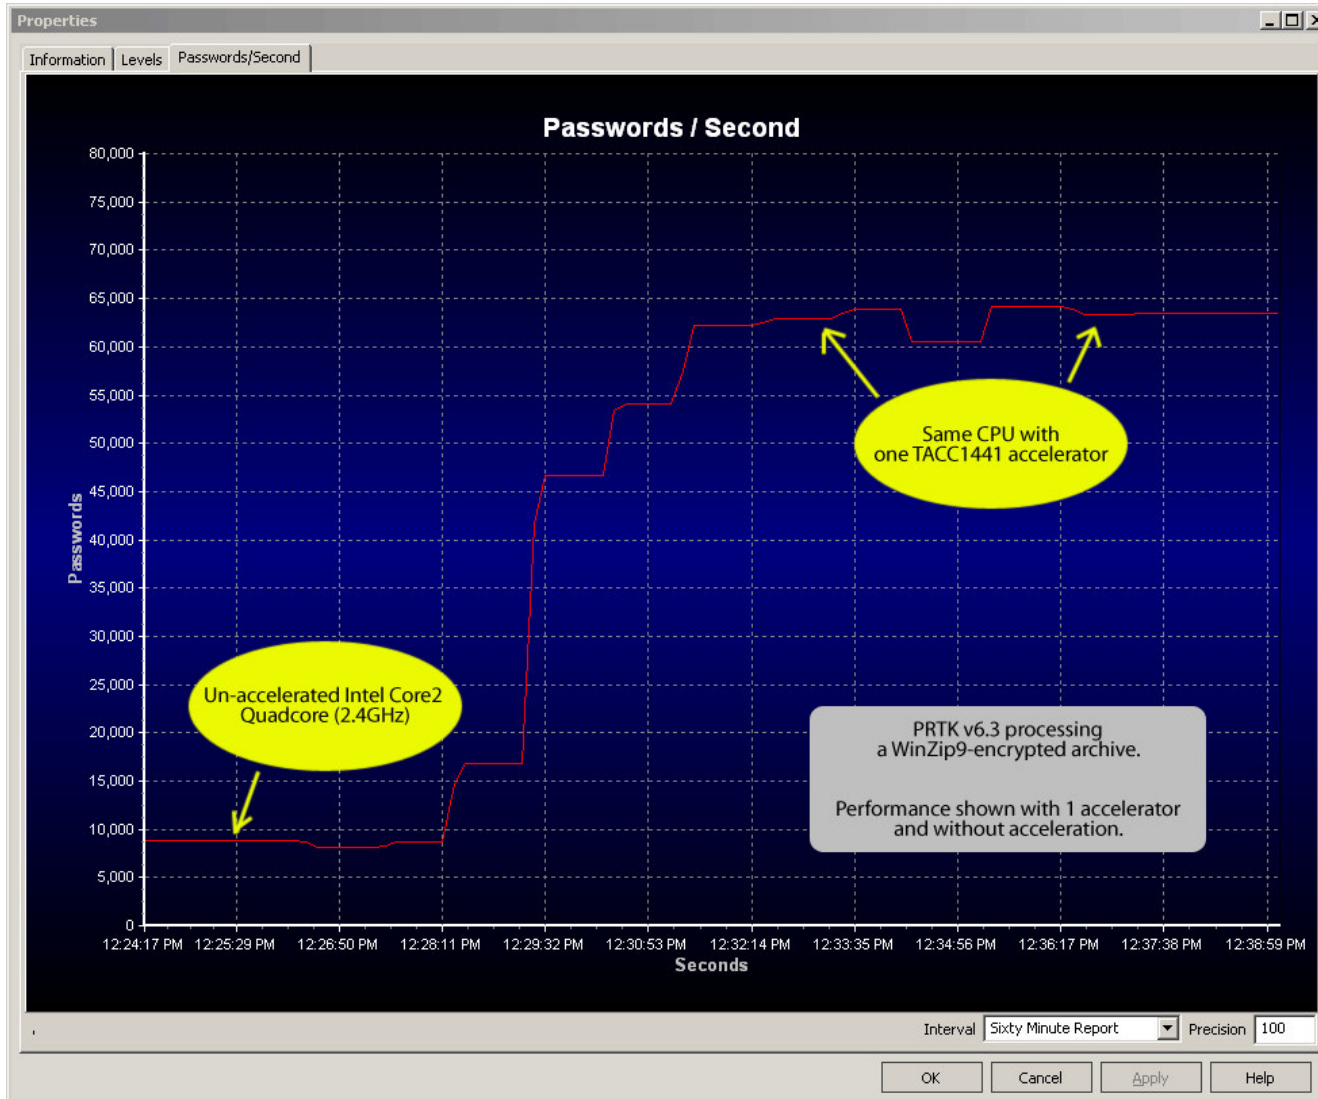 Properties
Information
Levels
Passwords/Second
Passwords / Second
80,000
75,000
70,000
65,000
60,000
55,000
50,000
45,000
40,000
35,000
30,000
25,000
20,000
15,000
10,000
5,000
0
Passwords
Same CPU with
one TACC1441 accelerator
Un-accelerated Intel Core2
Quadcore (2.4GHz)
PRTK v6.3 processing
a WinZip9-encrypted archive.
Performance shown with 1 accelerator
and without acceleration.
12:24:17 PM 12:25:29 PM 12:26:50 PM 12:28:11 PM 12:29:32 PM 12:30:53 PM 12:32:14 PM 12:33:35 PM 12:34:56 PM 12:36:17 PM 12:37:38 PM 12:38:59 PM
Seconds
Interval Sixty Minute Report Precision 100
OK Cancel Apply Help